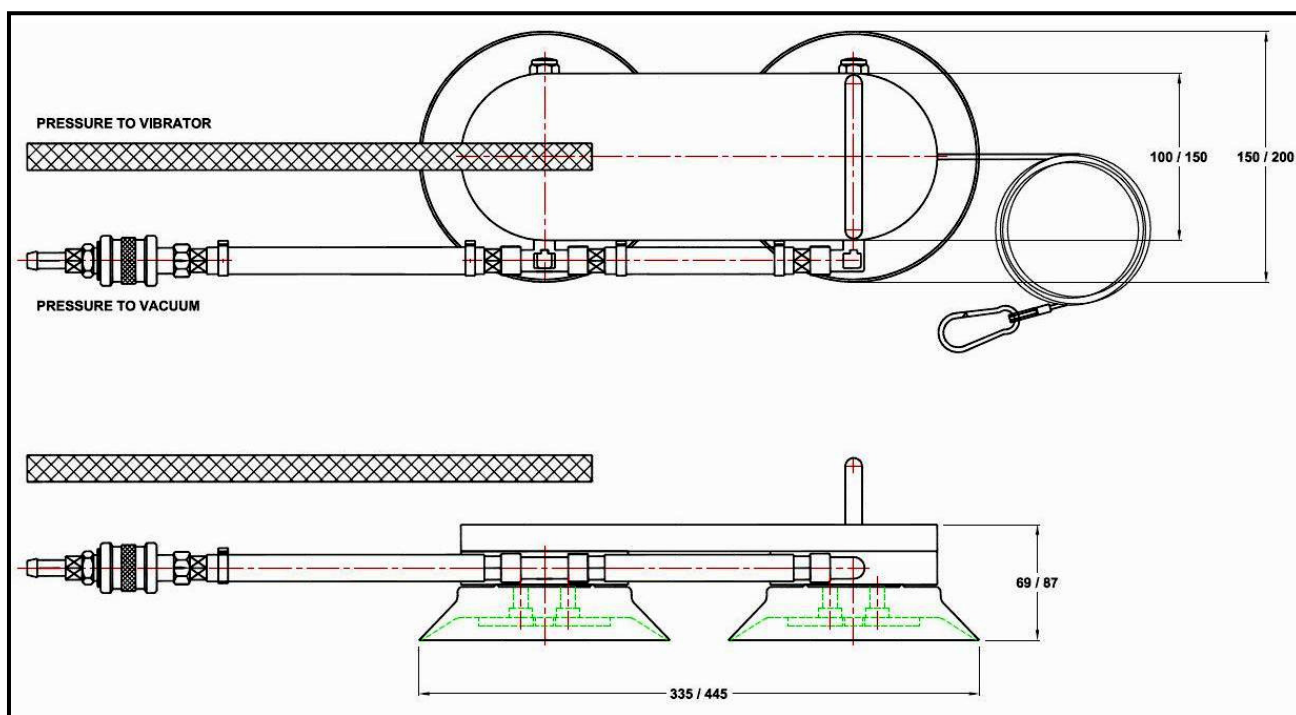 PRESSURE TO VIBRATOR
100 / 150
150 / 200
PRESSURE TO VACUUM
69 / 87
335 / 445